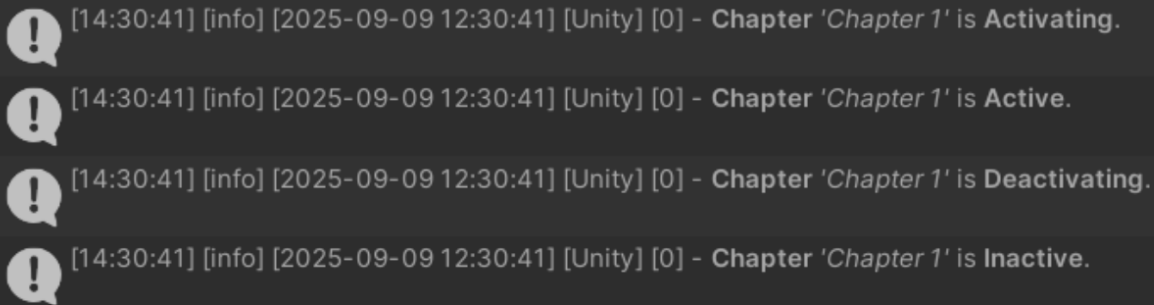 [14:30:41] [info] [2025-09-09 12:30:41] [Unity] [0] - Chapter 'Chapter 1' is Activating.
[14:30:41] [info] [2025-09-09 12:30:41] [Unity] [0] - Chapter 'Chapter 1' is Active.
[14:30:41] [info] [2025-09-09 12:30:41] [Unity] [0] - Chapter 'Chapter 1' is Deactivating.
[14:30:41] [info] [2025-09-09 12:30:41] [Unity] [0] - Chapter 'Chapter 1' is Inactive.